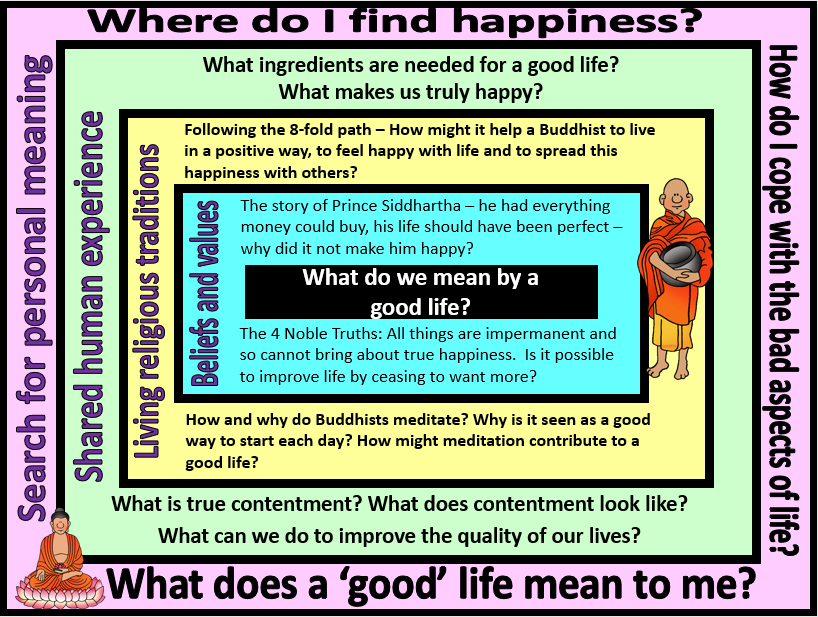 Where do I find happiness?
Search for personal meaning
How do I cope with the bad aspects of life?
Shared human experience
What ingredients are needed for a good life?
What makes us truly happy?
Living religious traditions
Following the 8-fold path – How might it help a Buddhist to live
in a positive way, to feel happy with life and to spread this
happiness with others?
Beliefs and values
The story of Prince Siddhartha – he had everything
money could buy, his life should have been perfect –
why did it not make him happy?
What do we mean by a
good life?
The 4 Noble Truths: All things are impermanent and
so cannot bring about true happiness.  Is it possible
to improve life by ceasing to want more?
How and why do Buddhists meditate? Why is it seen as a good
way to start each day? How might meditation contribute to a
good life?
What is true contentment? What does contentment look like?
What can we do to improve the quality of our lives?
What does a ‘good’ life mean to me?